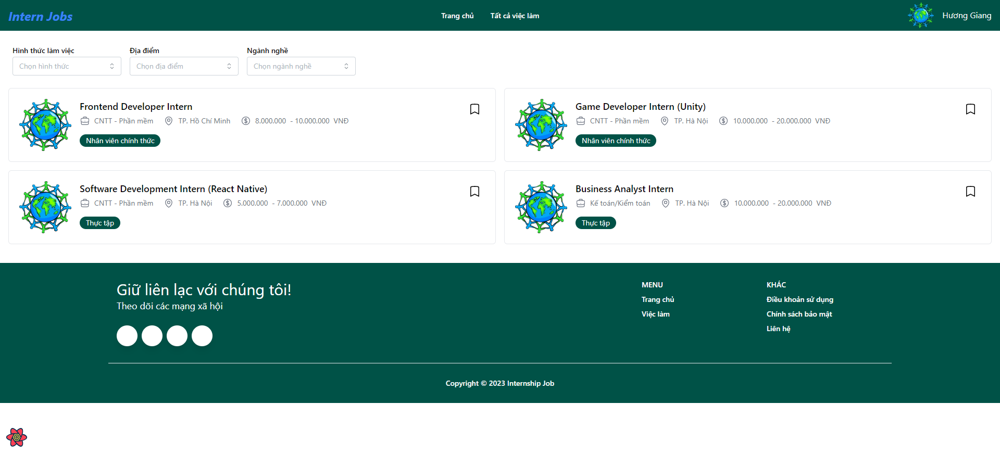 Intern Jobs
Trang chủ
Tất cả việc làm
Hương Giang
Hình thức làm việc
Địa điểm
Ngành nghề
Chọn hình thức
Chọn địa điểm
Chọn ngành nghề
Frontend Developer Intern
CNTT - Phần mềm TP. Hồ Chí Minh 8.000.000 - 10.000.000 VNĐ
Nhân viên chính thức
Game Developer Intern (Unity)
CNTT - Phần mềm TP. Hà Nội 10.000.000 - 20.000.000 VNĐ
Nhân viên chính thức
Software Development Intern (React Native)
CNTT - Phần mềm TP. Hà Nội 5.000.000 - 7.000.000 VNĐ
Thực tập
Business Analyst Intern
Kế toán/Kiểm toán TP. Hà Nội 10.000.000 - 20.000.000 VNĐ
Thực tập
Giữ liên lạc với chúng tôi!
Theo dõi các mạng xã hội
MENU
Trang chủ
Việc làm
KHÁC
Điều khoản sử dụng
Chính sách bảo mật
Liên hệ
Copyright © 2023 Internship Job